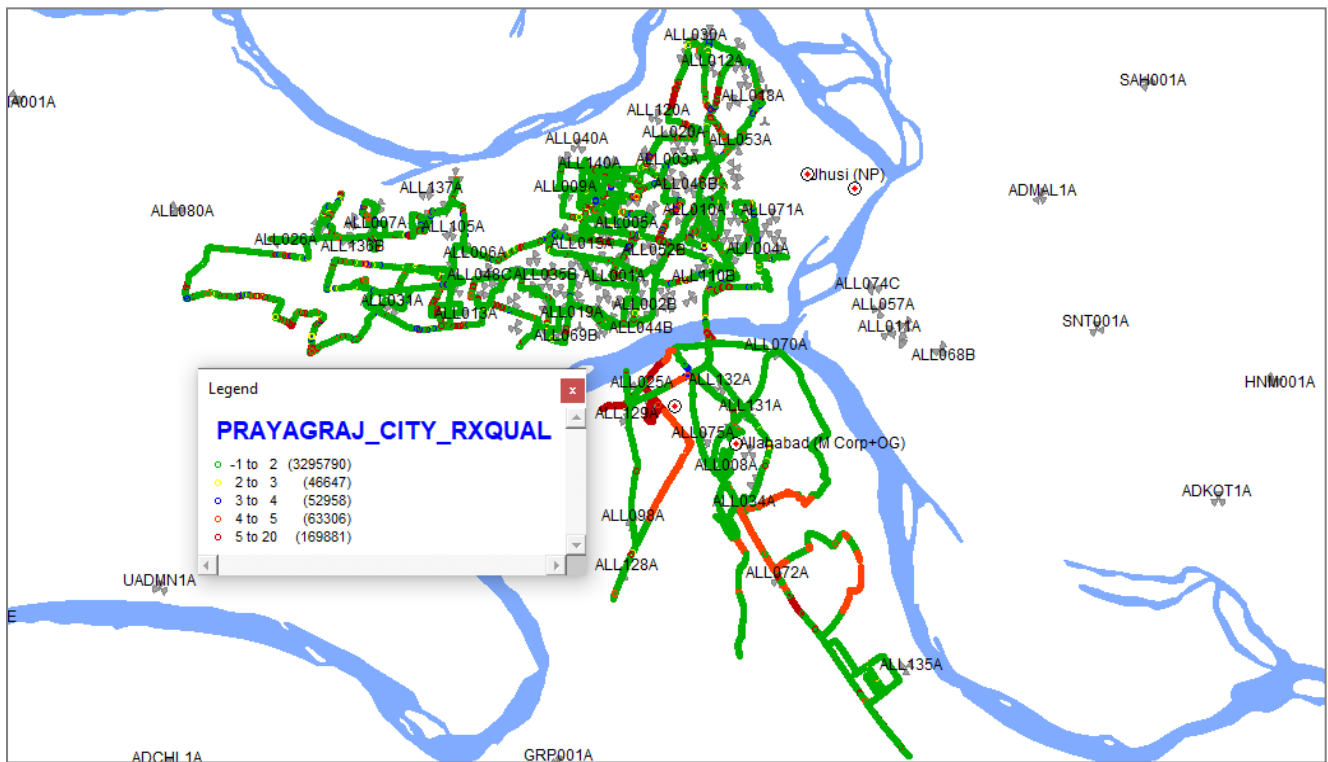 ALL030A
ALL012A
SAH001A
ALL018A
ALL120A
ALL020A
ALL053A
ALL040A
ALL140A
ALL003A
Jhusi (NP)
ALL137A
ALL009A
ALL046B
ADMAL1A
ALL080A
ALL007A
ALL105A
ALL005A
ALL010A
ALL071A
ALL026A
ALL136B
ALL006A
ALL015A
ALL052B
ALL004A
ALL048C
ALL035B
ALL001A
ALL110B
ALL074C
ALL031A
ALL013A
ALL019A
ALL002B
ALL057A
ALL069B
ALL044B
ALL011A
SNT001A
ALL070A
ALL068B
Legend
x
ALL025A
ALL132A
HNM001A
PRAYAGRAJ_CITY_RXQUAL
ALL129A
ALL131A
ALL075A
Allahabad (M Corp+OG)
-1 to 2 (3295790)
2 to 3 (46647)
3 to 4 (52958)
4 to 5 (63306)
5 to 20 (169881)
ALL008A
ALL034A
ADKOT1A
ALL098A
ALL128A
ALL072A
UADMN1A
E
ALL135A
ADCHL1A
GRP001A